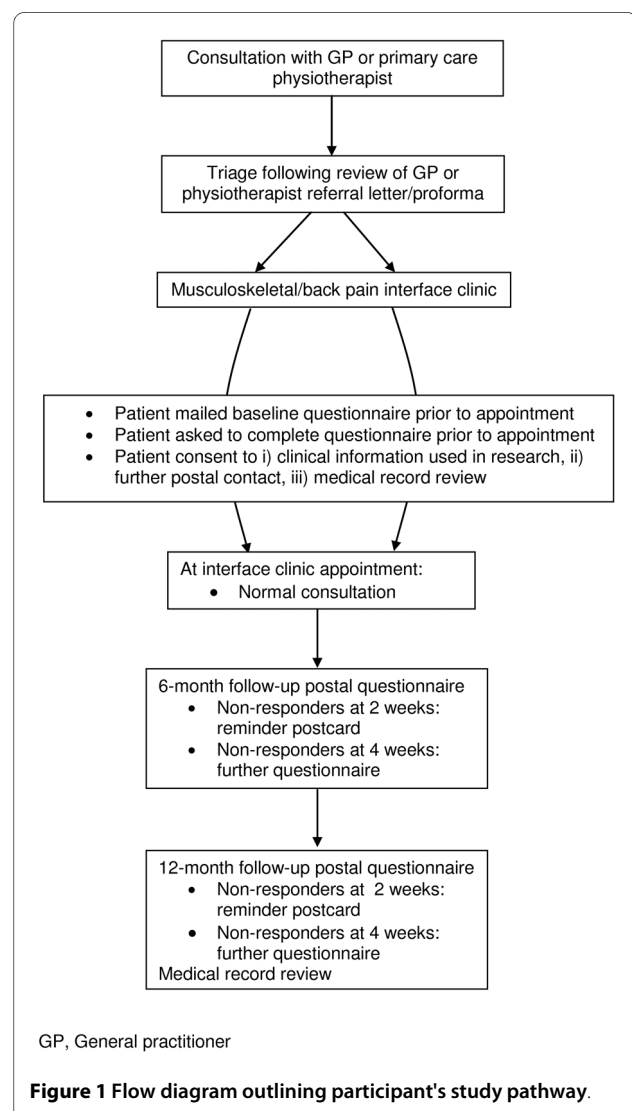 Consultation with GP or primary care
physiotherapist
Triage following review of GP or
physiotherapist referral letter/proforma
Musculoskeletal/back pain interface clinic
• Patient mailed baseline questionnaire prior to appointment
• Patient asked to complete questionnaire prior to appointment
• Patient consent to i) clinical information used in research, ii)
further postal contact, iii) medical record review
At interface clinic appointment:
• Normal consultation
6-month follow-up postal questionnaire
• Non-responders at 2 weeks:
reminder postcard
• Non-responders at 4 weeks:
further questionnaire
12-month follow-up postal questionnaire
• Non-responders at 2 weeks:
reminder postcard
• Non-responders at 4 weeks:
further questionnaire
Medical record review
GP, General practitioner
Figure 1 Flow diagram outlining participant's study pathway.